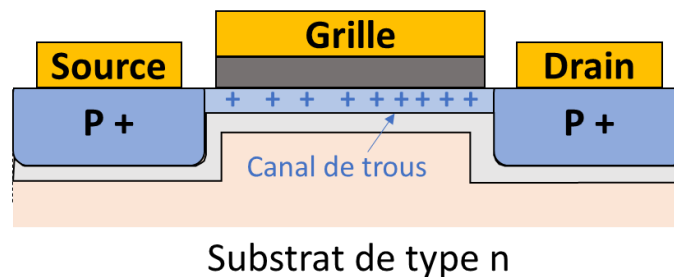 Grille
Source
Drain
+ + + + + + + + +
P +
P +
Canal de trous
Substrat de type n